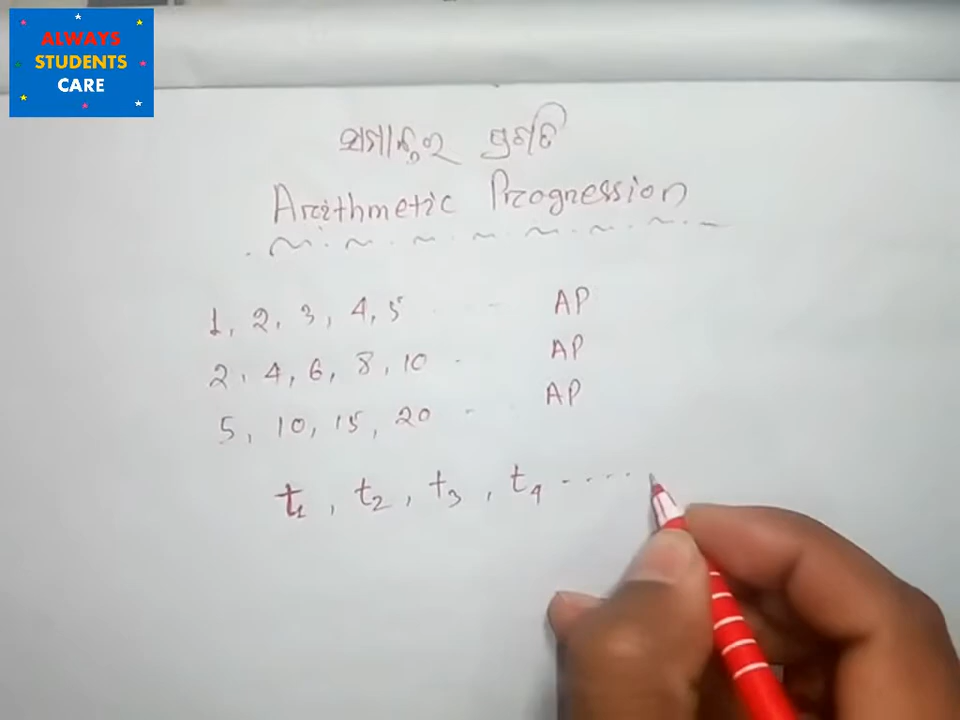 ALWAYS
STUDENTS
CARE
ସମାନ୍ତର ପ୍ରଗତି
Arithmetic Progression
1, 2, 3, 4, 5 - - AP
2, 4, 6, 8, 10 - AP
5, 10, 15, 20 - - AP
t₁, t₂, t₃, t₄ ......